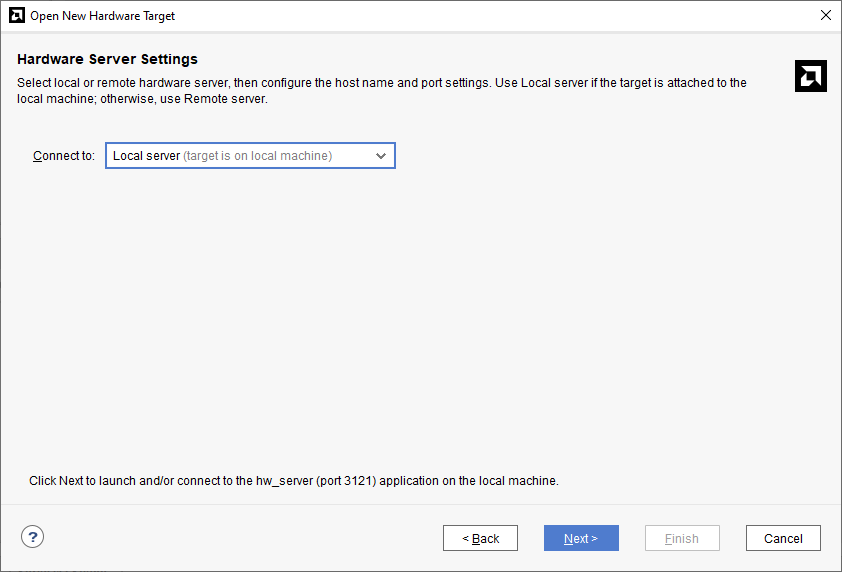 Open New Hardware Target
Hardware Server Settings
Select local or remote hardware server, then configure the host name and port settings. Use Local server if the target is attached to the
local machine; otherwise, use Remote server.
Connect to: Local server (target is on local machine)
Click Next to launch and/or connect to the hw_server (port 3121) application on the local machine.
? < Back Next > Finish Cancel